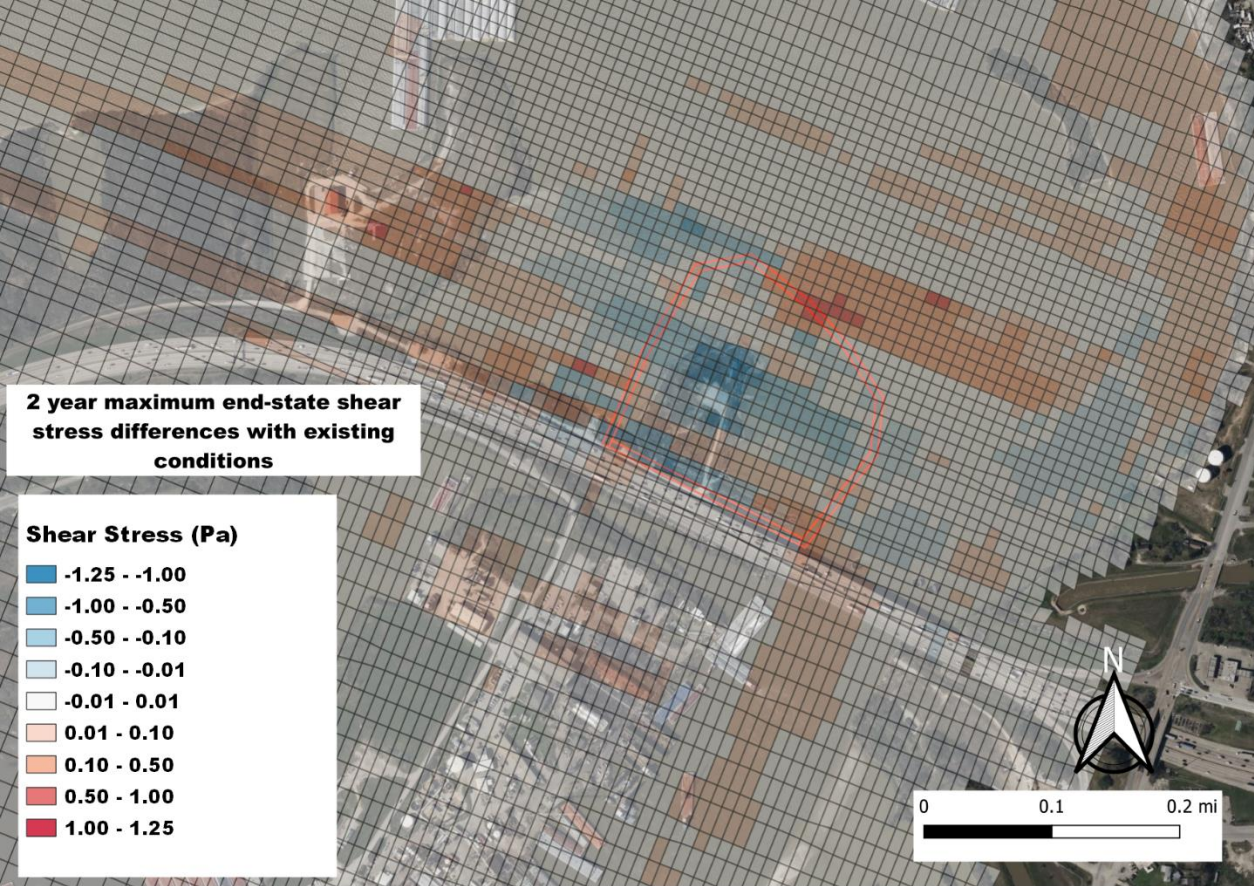 2 year maximum end-state shear
stress differences with existing
conditions
Shear Stress (Pa)
-1.25 - -1.00
-1.00 - -0.50
-0.50 - -0.10
-0.10 - -0.01
-0.01 - 0.01
0.01 - 0.10
0.10 - 0.50
0.50 - 1.00
1.00 - 1.25
N
0 0.1 0.2 mi